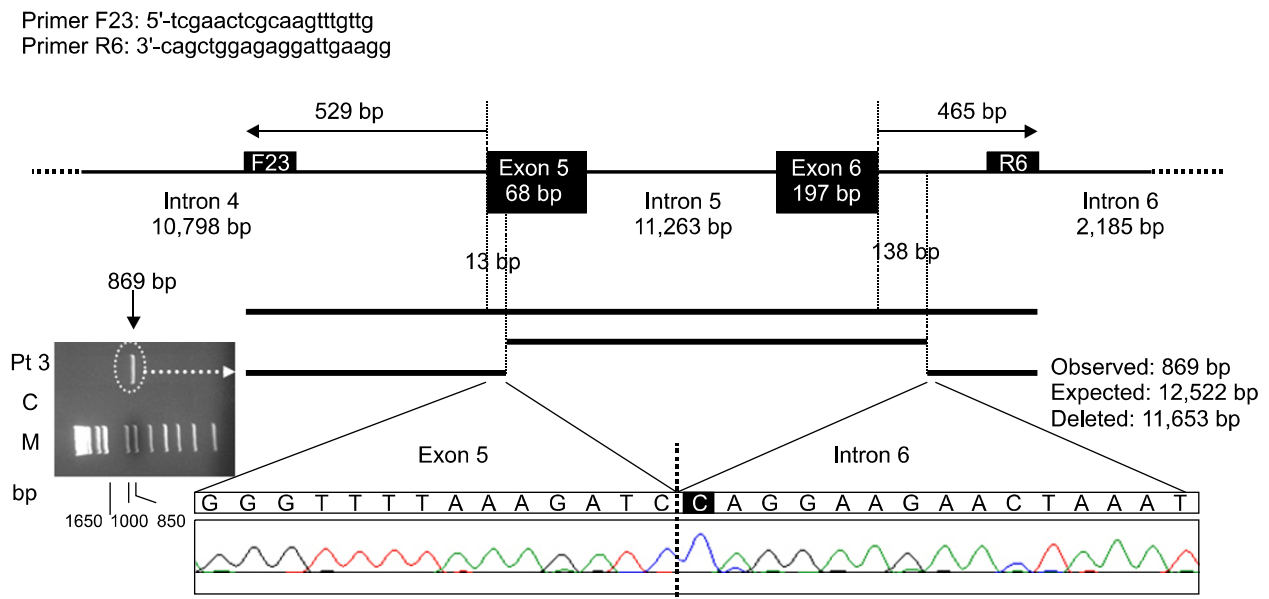 Primer F23: 5'-tcgaactcgcaagtttgttg
Primer R6: 3'-cagctggagaggattgaagg
529 bp
465 bp
F23
Exon 5
68 bp
Exon 6
197 bp
R6
Intron 4
10,798 bp
Intron 5
11,263 bp
Intron 6
2,185 bp
13 bp
138 bp
869 bp
Pt 3
C
M
bp
1650 1000 850
Observed: 869 bp
Expected: 12,522 bp
Deleted: 11,653 bp
Exon 5
Intron 6
G G G T T T T A A A G A T C C A G G A A G A A C T A A A T